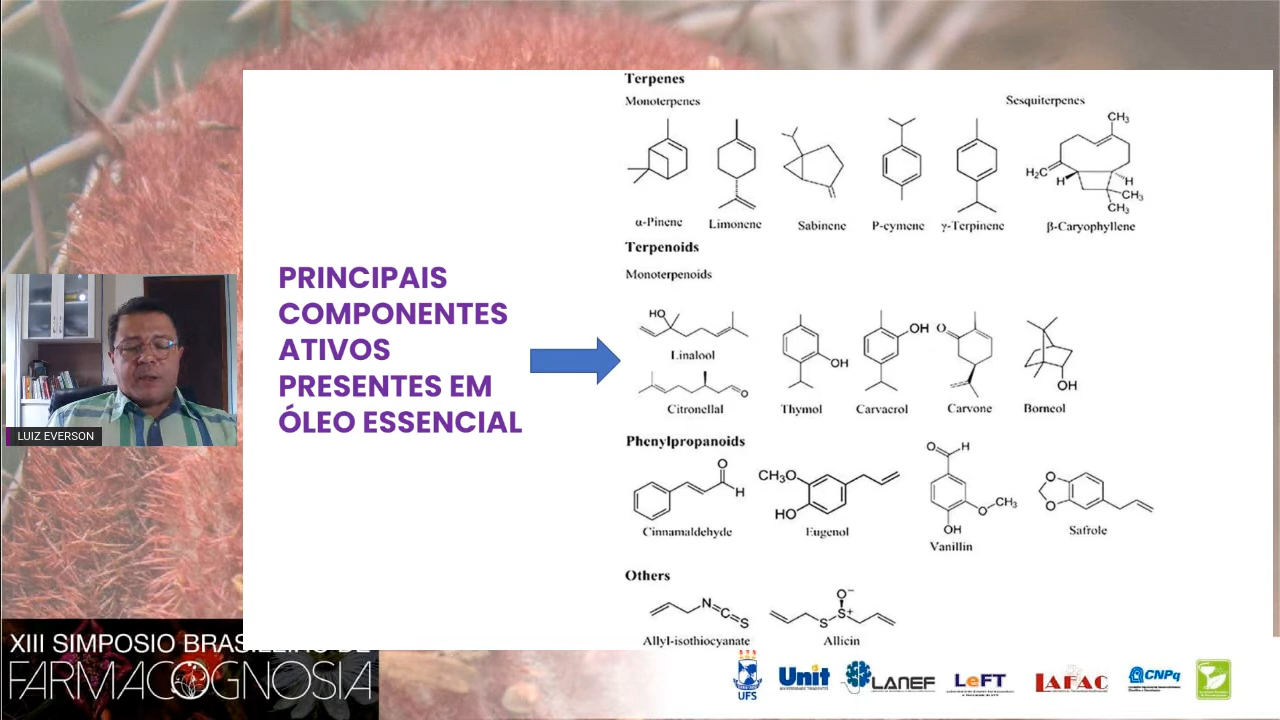 Terpenes
Monoterpenes
Sesquiterpenes
CH₃
H₂C
H
H
CH₃
CH₃
α-Pinene
Limonene
Sabinene
P-cymene
γ-Terpinene
β-Caryophyllene
Terpenoids
Monoterpenoids
PRINCIPAIS
COMPONENTES
ATIVOS
PRESENTES EM
ÓLEO ESSENCIAL
HO
Linalool
O
Citronellal
OH
Thymol
OH
Carvacrol
O
Carvone
OH
Borneol
LUIZ EVERSON
Phenylpropanoids
O
H
Cinnamaldehyde
CH₃O
HO
Eugenol
O
H
O
CH₃
OH
Vanillin
O
O
Safrole
Others
N
C
S
Allyl-isothiocyanate
O⁻
S
S⁺
Allicin
XIII SIMPOSIO BRASILEIRO DE
FARMACOGNOSIA
UFS
Unit
LANEF
LeFT
LAFAC
CNPq